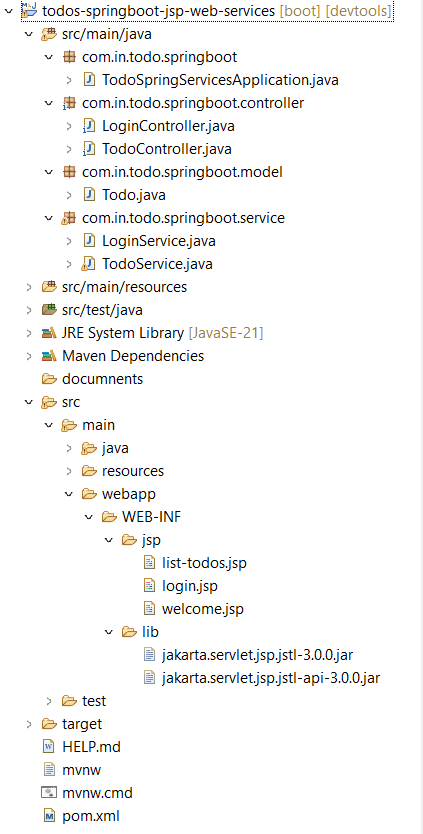 todos-springboot-jsp-web-services [boot] [devtools]
src/main/java
com.in.todo.springboot
TodoSpringServicesApplication.java
com.in.todo.springboot.controller
LoginController.java
TodoController.java
com.in.todo.springboot.model
Todo.java
com.in.todo.springboot.service
LoginService.java
TodoService.java
src/main/resources
src/test/java
JRE System Library [JavaSE-21]
Maven Dependencies
documnents
src
main
java
resources
webapp
WEB-INF
jsp
list-todos.jsp
login.jsp
welcome.jsp
lib
jakarta.servlet.jsp.jstl-3.0.0.jar
jakarta.servlet.jsp.jstl-api-3.0.0.jar
test
target
HELP.md
mvnw
mvnw.cmd
pom.xml